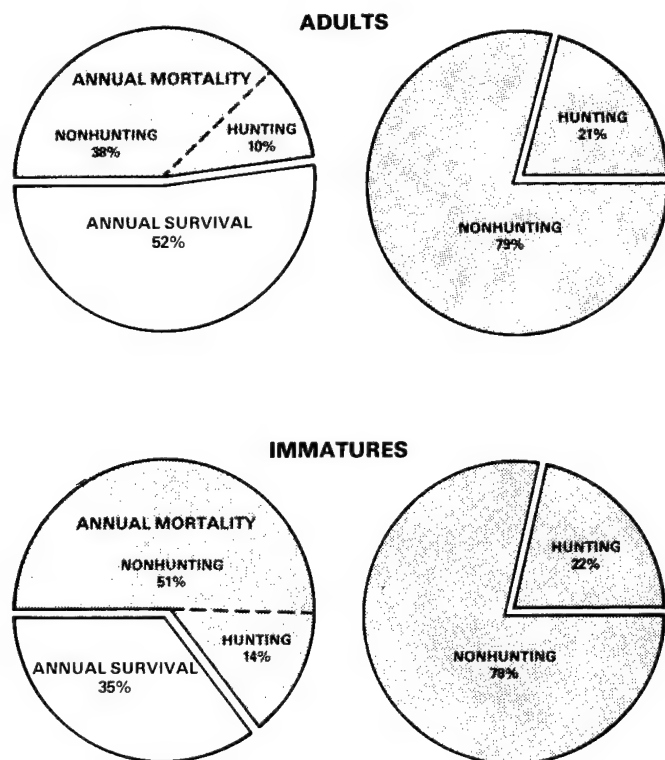 ADULTS
ANNUAL MORTALITY
NONHUNTING
38%
HUNTING
10%
ANNUAL SURVIVAL
52%
HUNTING
21%
NONHUNTING
79%
IMMATURES
ANNUAL MORTALITY
NONHUNTING
51%
HUNTING
14%
ANNUAL SURVIVAL
35%
HUNTING
22%
NONHUNTING
78%